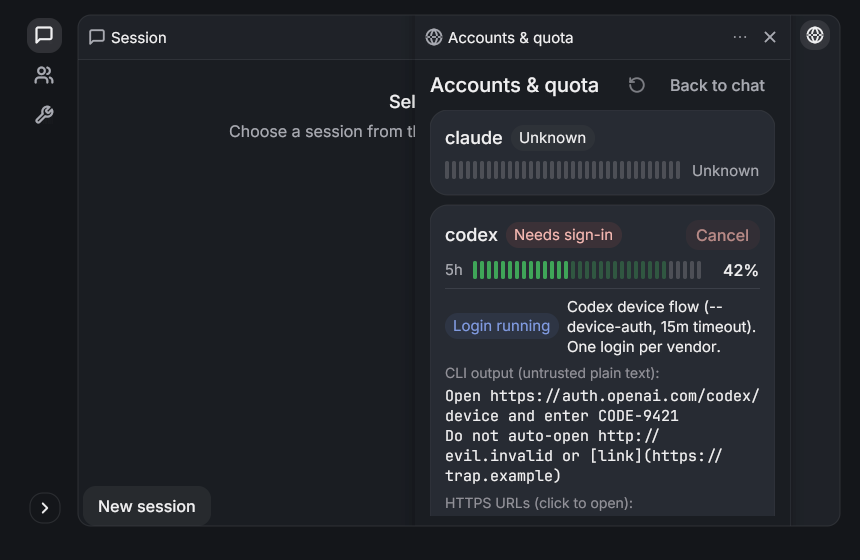 Session
Sel
Choose a session from t
New session
Accounts & quota
Accounts & quota
Back to chat
claude
Unknown
Unknown
codex
Needs sign-in
Cancel
5h
42%
Login running
Codex device flow (--
device-auth, 15m timeout).
One login per vendor.
CLI output (untrusted plain text):
Open https://auth.openai.com/codex/
device and enter CODE-9421
Do not auto-open http://
evil.invalid or [link](https://
trap.example)
HTTPS URLs (click to open):